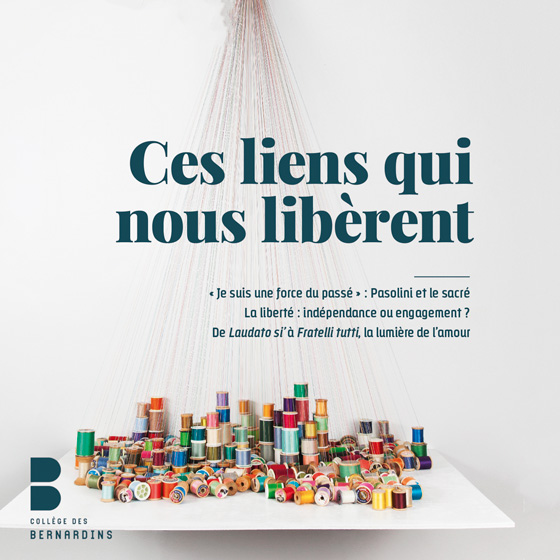 Ces liens qui
nous libèrent
« Je suis une force du passé » : Pasolini et le sacré
La liberté : indépendance ou engagement ?
De Laudato si' à Fratelli tutti, la lumière de l'amour
B
COLLÈGE DES
BERNARDINS